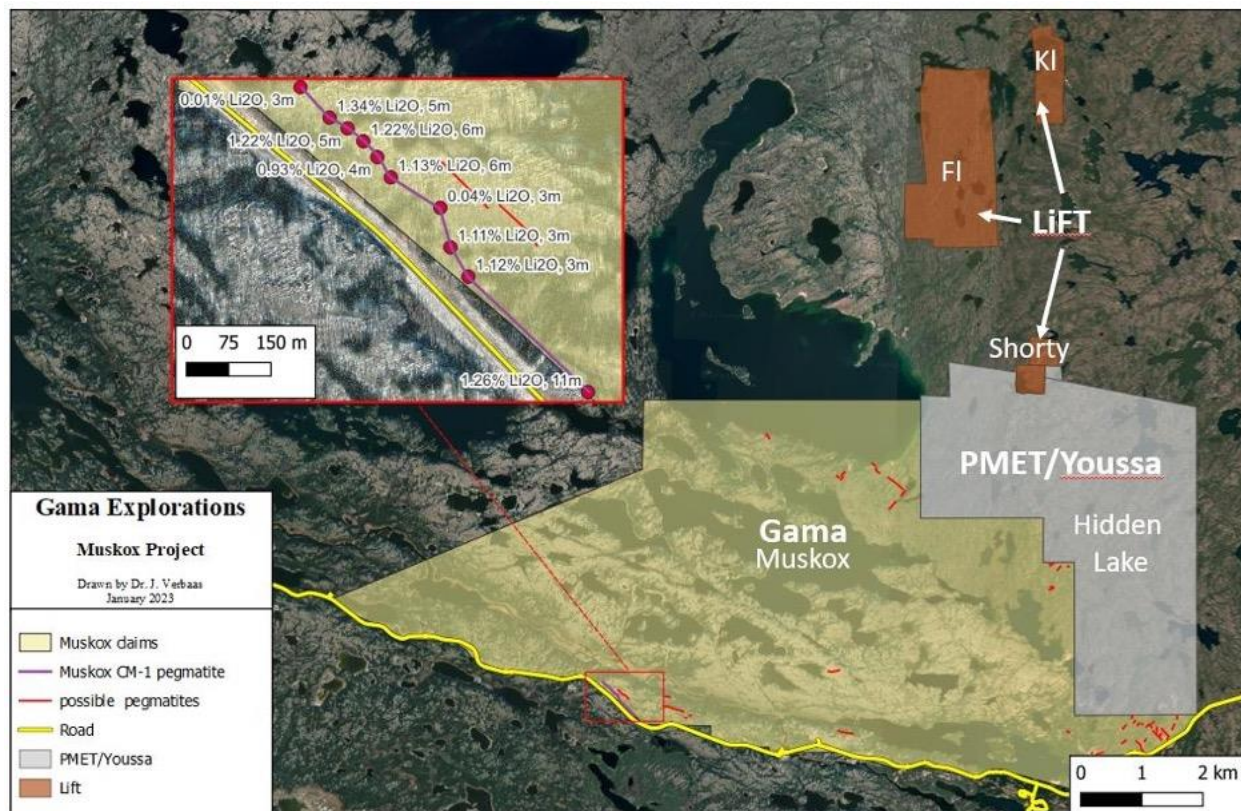 0.01% Li2O, 3m
1.34% Li2O, 5m
1.22% Li2O, 6m
1.22% Li2O, 5m
1.13% Li2O, 6m
0.93% Li2O, 4m
0.04% Li2O, 3m
1.11% Li2O, 3m
1.12% Li2O, 3m
1.26% Li2O, 11m
0 75 150 m
Kl
Fl
LiFT
Shorty
PMET/Youssa
Hidden
Lake
Gama
Muskox
Gama Explorations
Muskox Project
Drawn by Dr. J. Verbaas
January 2023
Muskox claims
Muskox CM-1 pegmatite
possible pegmatites
Road
PMET/Youssa
Lift
0 1 2 km